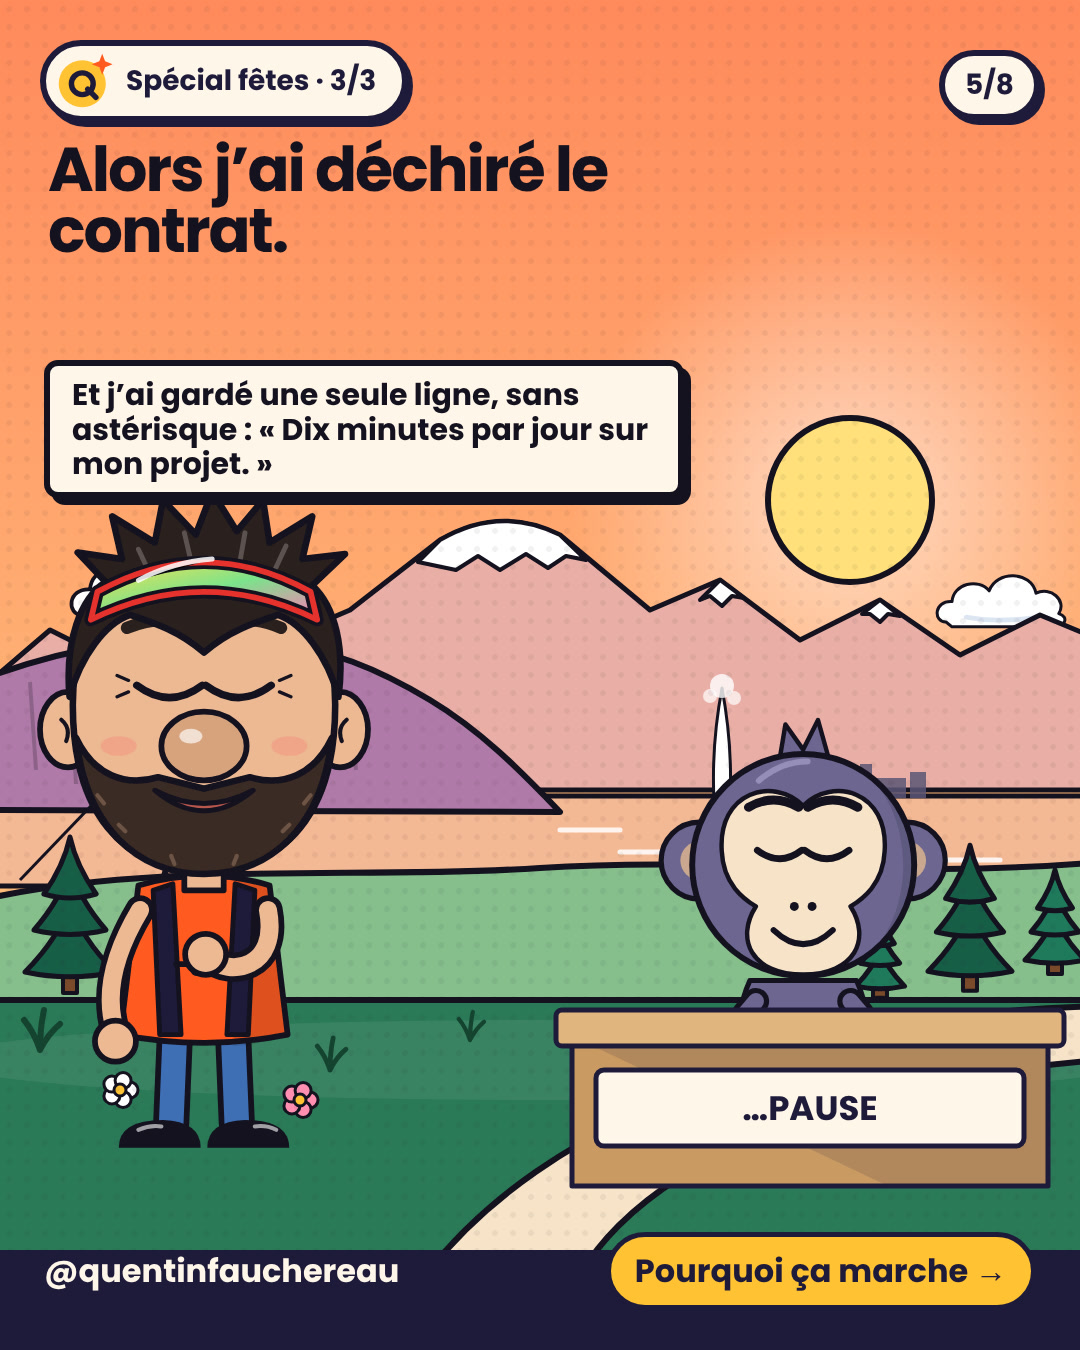 Q
Spécial fêtes · 3/3
5/8
Alors j’ai déchiré le
contrat.
Et j’ai gardé une seule ligne, sans
astérisque : « Dix minutes par jour sur
mon projet. »
...PAUSE
@quentinfauchereau
Pourquoi ça marche →